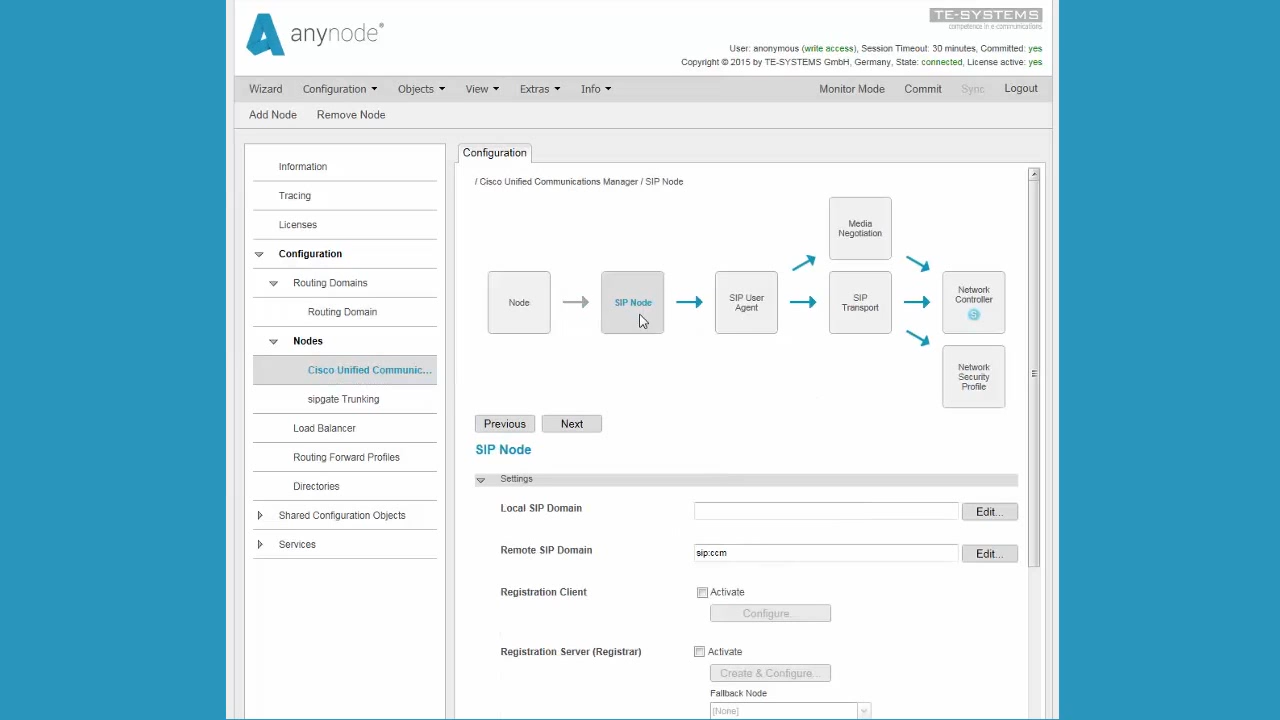 anynode®
TE-SYSTEMS
competence in e-communications
User: anonymous (write access), Session Timeout: 30 minutes, Committed: yes
Copyright © 2015 by TE-SYSTEMS GmbH, Germany, State: connected, License active: yes
Wizard Configuration Objects View Extras Info Monitor Mode Commit Sync Logout
Add Node Remove Node
Information
Tracing
Licenses
Configuration
Routing Domains
Routing Domain
Nodes
Cisco Unified Communic...
sipgate Trunking
Load Balancer
Routing Forward Profiles
Directories
Shared Configuration Objects
Services
Configuration
/ Cisco Unified Communications Manager / SIP Node
Node
SIP Node
SIP User
Agent
Media
Negotiation
SIP
Transport
Network
Controller
S
Network
Security
Profile
Previous Next
SIP Node
Settings
Local SIP Domain Edit...
Remote SIP Domain sip:ccm Edit...
Registration Client Activate
Configure...
Registration Server (Registrar) Activate
Create & Configure...
Fallback Node
[None]